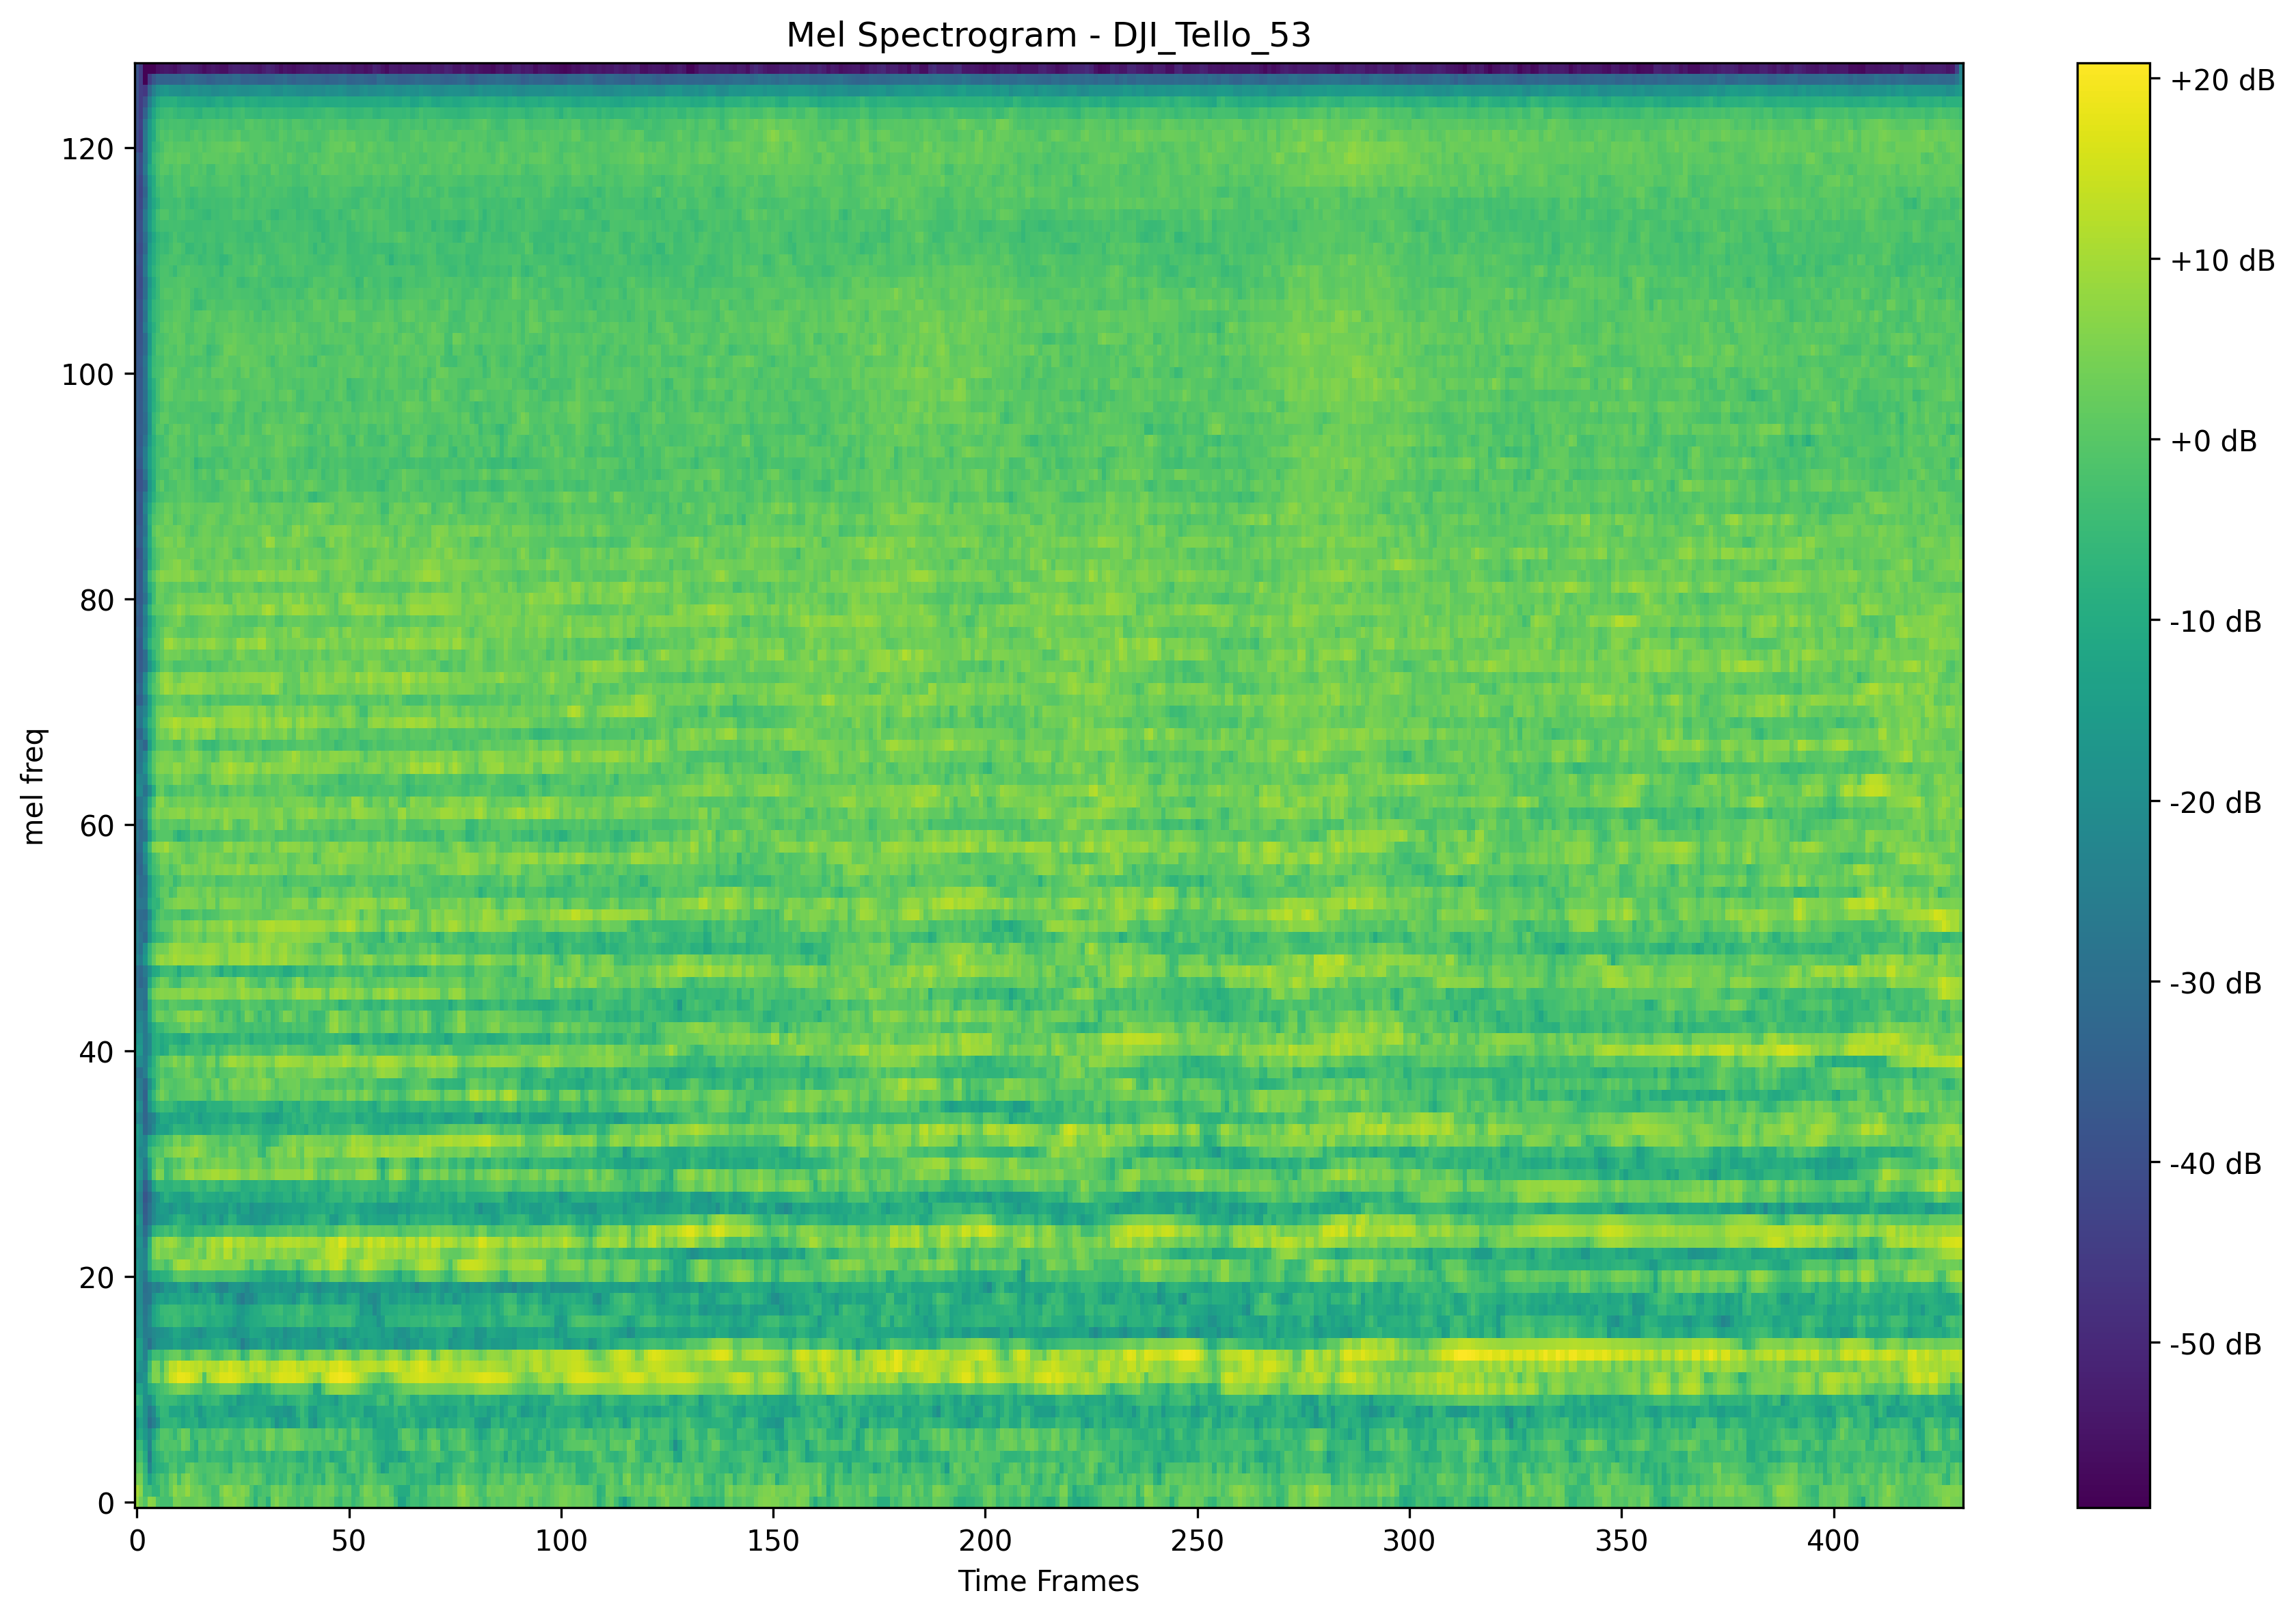 Mel Spectrogram - DJI_Tello_53
120
100
80
60
40
20
0
mel freq
0 50 100 150 200 250 300 350 400
Time Frames
+20 dB
+10 dB
+0 dB
-10 dB
-20 dB
-30 dB
-40 dB
-50 dB